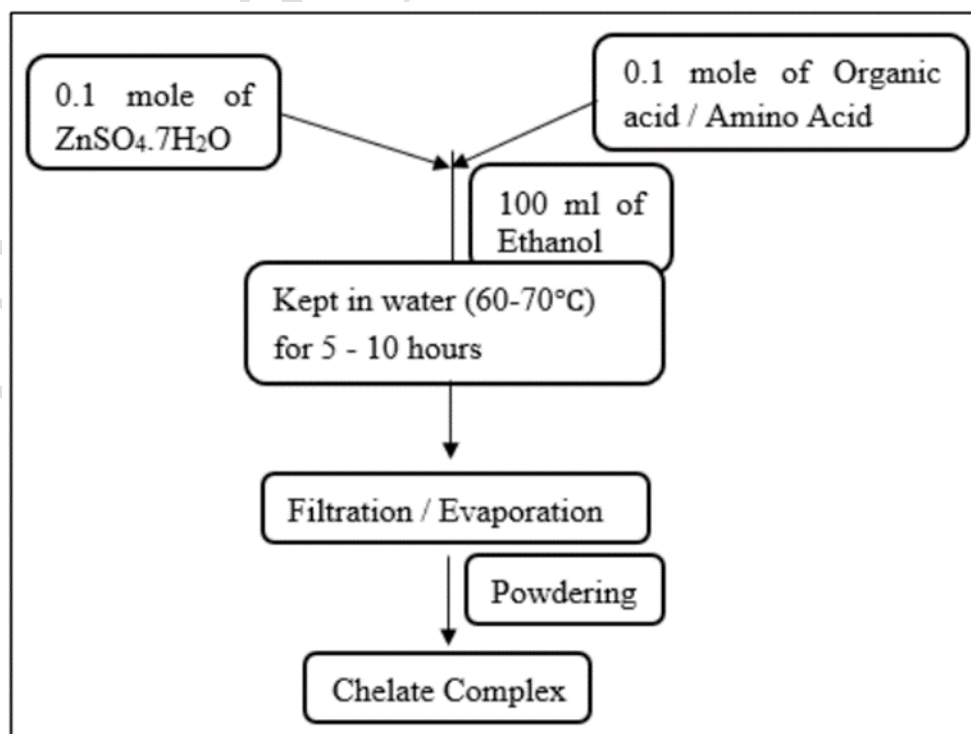 0.1 mole of
ZnSO₄.7H₂O
0.1 mole of Organic
acid / Amino Acid
100 ml of
Ethanol
Kept in water (60-70°C)
for 5 - 10 hours
Filtration / Evaporation
Powdering
Chelate Complex